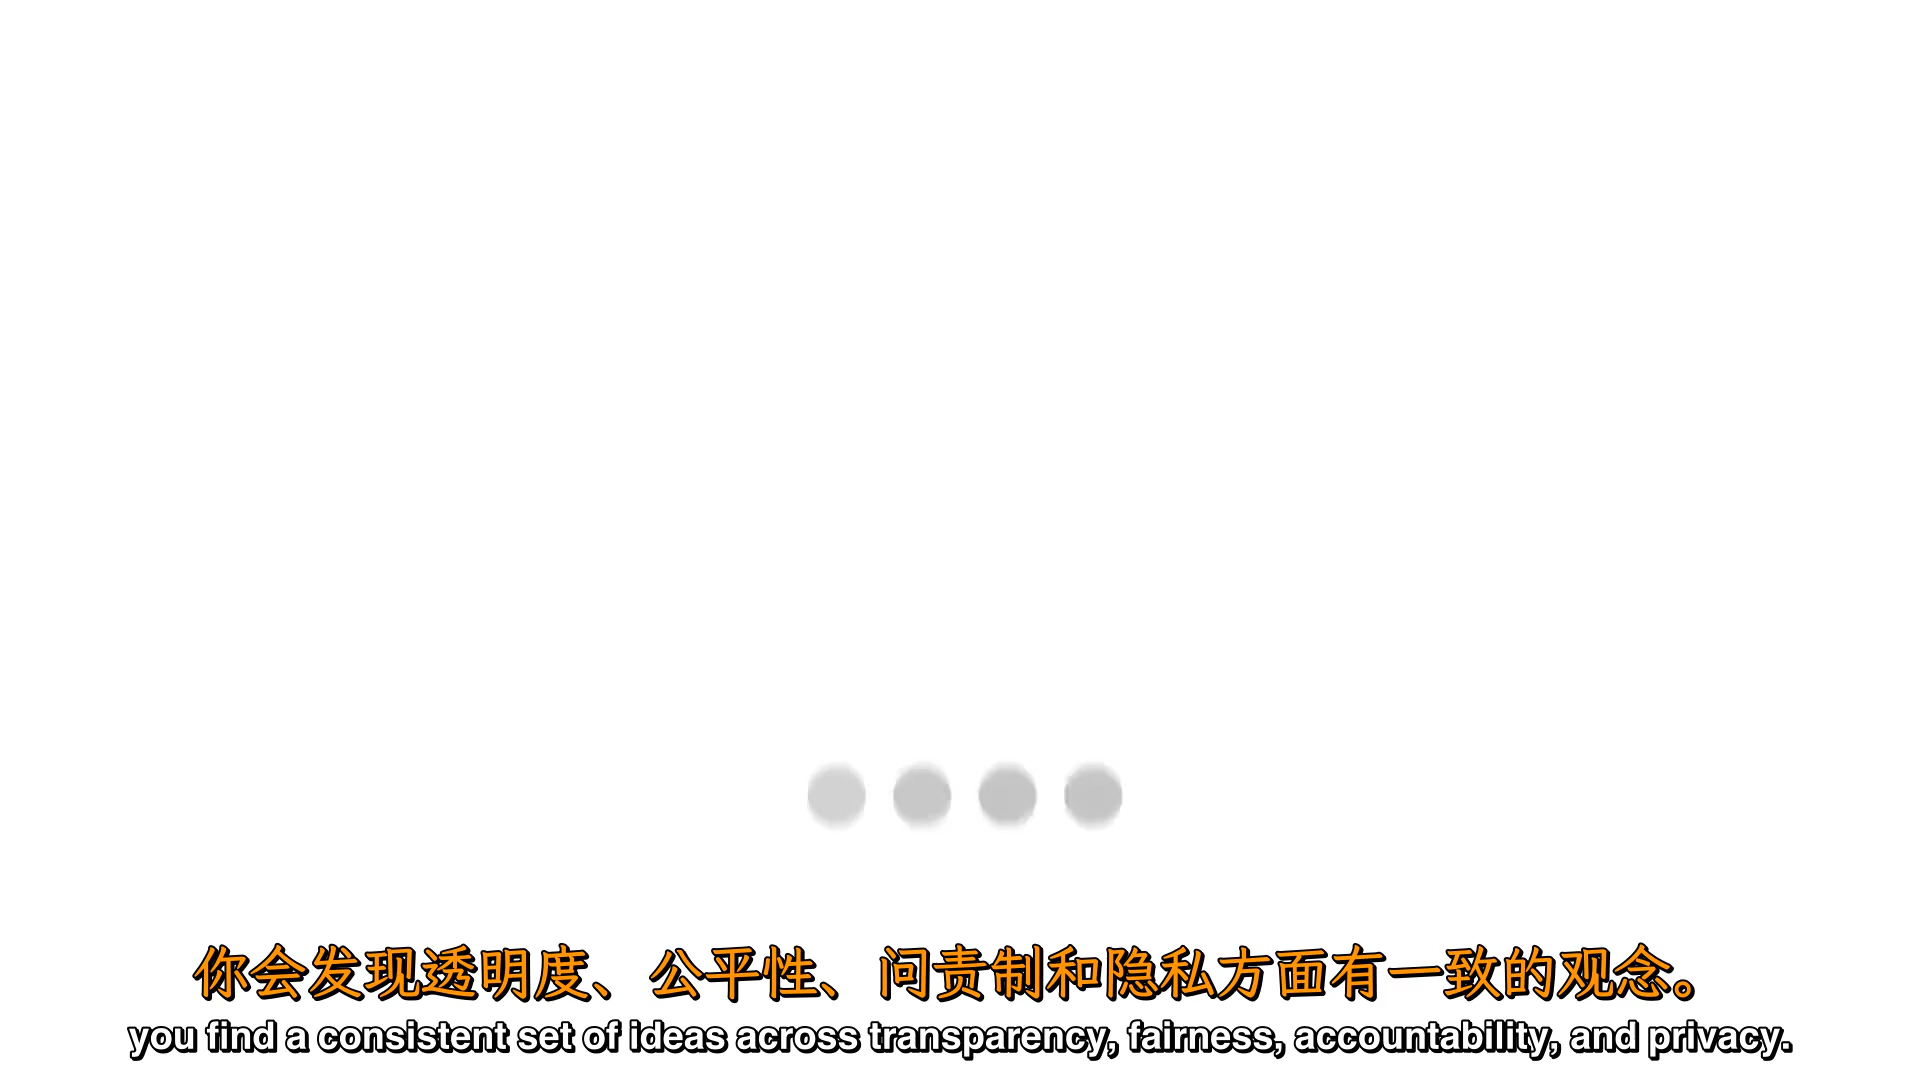 你会发现透明度、公平性、问责制和隐私方面有一致的观念。
you find a consistent set of ideas across transparency, fairness, accountability, and privacy.